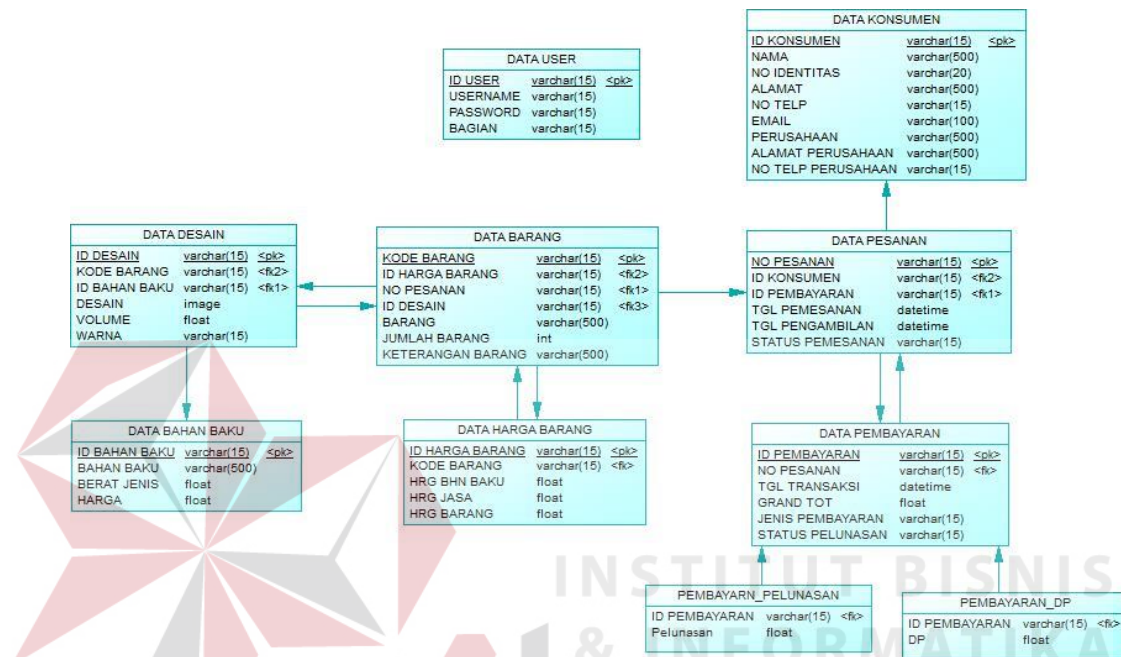 DATA USER
ID USER varchar(15) <pk>
USERNAME varchar(15)
PASSWORD varchar(15)
BAGIAN varchar(15)
DATA KONSUMEN
ID KONSUMEN varchar(15) <pk>
NAMA varchar(500)
NO IDENTITAS varchar(20)
ALAMAT varchar(500)
NO TELP varchar(15)
EMAIL varchar(100)
PERUSAHAAN varchar(500)
ALAMAT PERUSAHAAN varchar(500)
NO TELP PERUSAHAAN varchar(15)
DATA DESAIN
ID DESAIN varchar(15) <pk>
KODE BARANG varchar(15) <fk2>
ID BAHAN BAKU varchar(15) <fk1>
DESAIN image
VOLUME float
WARNA varchar(15)
DATA BARANG
KODE BARANG varchar(15) <pk>
ID HARGA BARANG varchar(15) <fk2>
NO PESANAN varchar(15) <fk1>
ID DESAIN varchar(15) <fk3>
BARANG varchar(500)
JUMLAH BARANG int
KETERANGAN BARANG varchar(500)
DATA PESANAN
NO PESANAN varchar(15) <pk>
ID KONSUMEN varchar(15) <fk2>
ID PEMBAYARAN varchar(15) <fk1>
TGL PEMESANAN datetime
TGL PENGAMBILAN datetime
STATUS PEMESANAN varchar(15)
DATA BAHAN BAKU
ID BAHAN BAKU varchar(15) <pk>
BAHAN BAKU varchar(500)
BERAT JENIS float
HARGA float
DATA HARGA BARANG
ID HARGA BARANG varchar(15) <pk>
KODE BARANG varchar(15) <fk>
HRG BHN BAKU float
HRG JASA float
HRG BARANG float
DATA PEMBAYARAN
ID PEMBAYARAN varchar(15) <pk>
NO PESANAN varchar(15) <fk>
TGL TRANSAKSI datetime
GRAND TOT float
JENIS PEMBAYARAN varchar(15)
STATUS PELUNASAN varchar(15)
INSTITUT BISNIS
PEMBAYARN_PELUNASAN
ID PEMBAYARAN varchar(15) <fk>
Pelunasan float
PEMBAYARAN_DP
ID PEMBAYARAN varchar(15) <fk>
DP float
& INFORMATIKA